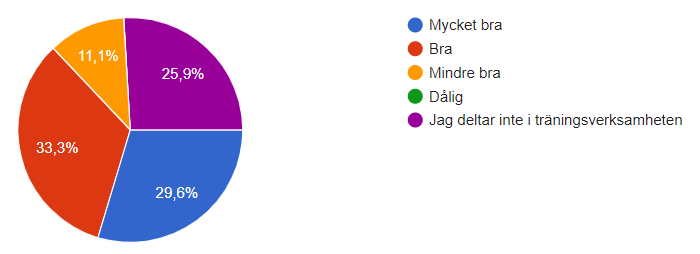 11,1%
25,9%
33,3%
29,6%
Mycket bra
Bra
Mindre bra
Dålig
Jag deltar inte i träningsverksamheten